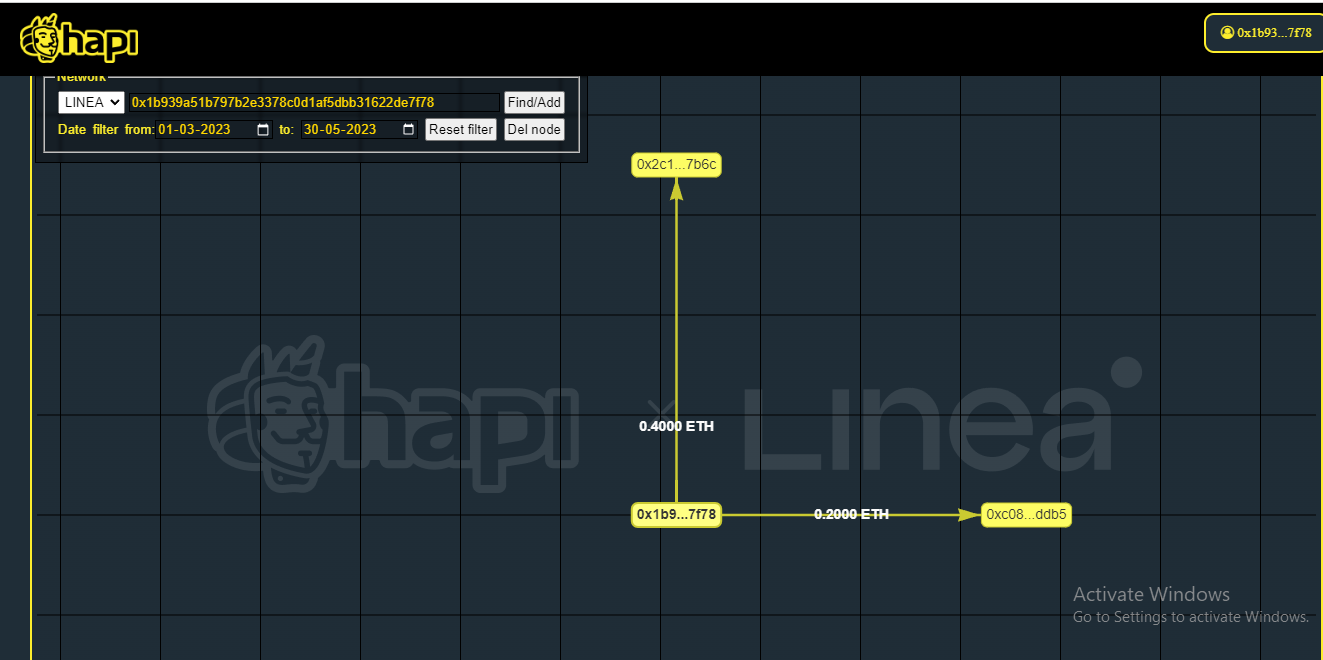 hapi
0x1b93...7f78
Network
LINEA 0x1b939a51b797b2e3378c0d1af5dbb31622de7f78 Find/Add
Date filter from: 01-03-2023 to: 30-05-2023 Reset filter Del node
0x2c1...7b6c
hapi × Linea
0.4000 ETH
0x1b9...7f78 0.2000 ETH 0xc08...ddb5
Activate Windows
Go to Settings to activate Windows.